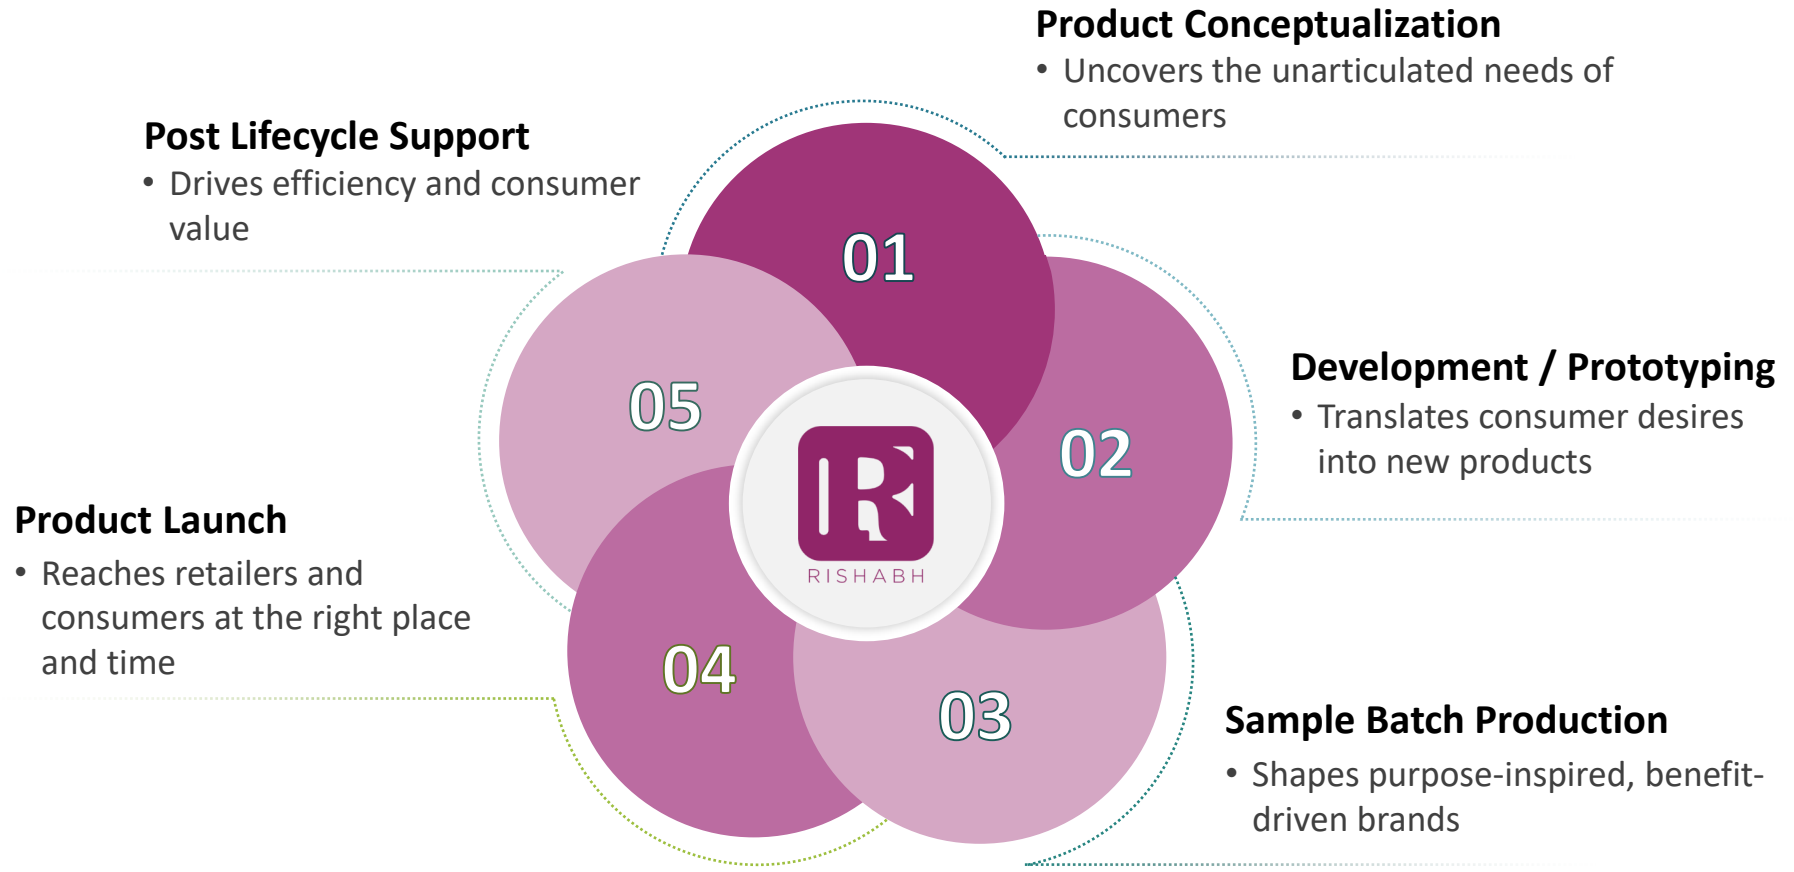 Product Conceptualization
• Uncovers the unarticulated needs of
consumers
01
Development / Prototyping
• Translates consumer desires
into new products
02
Sample Batch Production
• Shapes purpose-inspired, benefit-
driven brands
03
Product Launch
• Reaches retailers and
consumers at the right place
and time
04
Post Lifecycle Support
• Drives efficiency and consumer
value
05
R
RISHABH